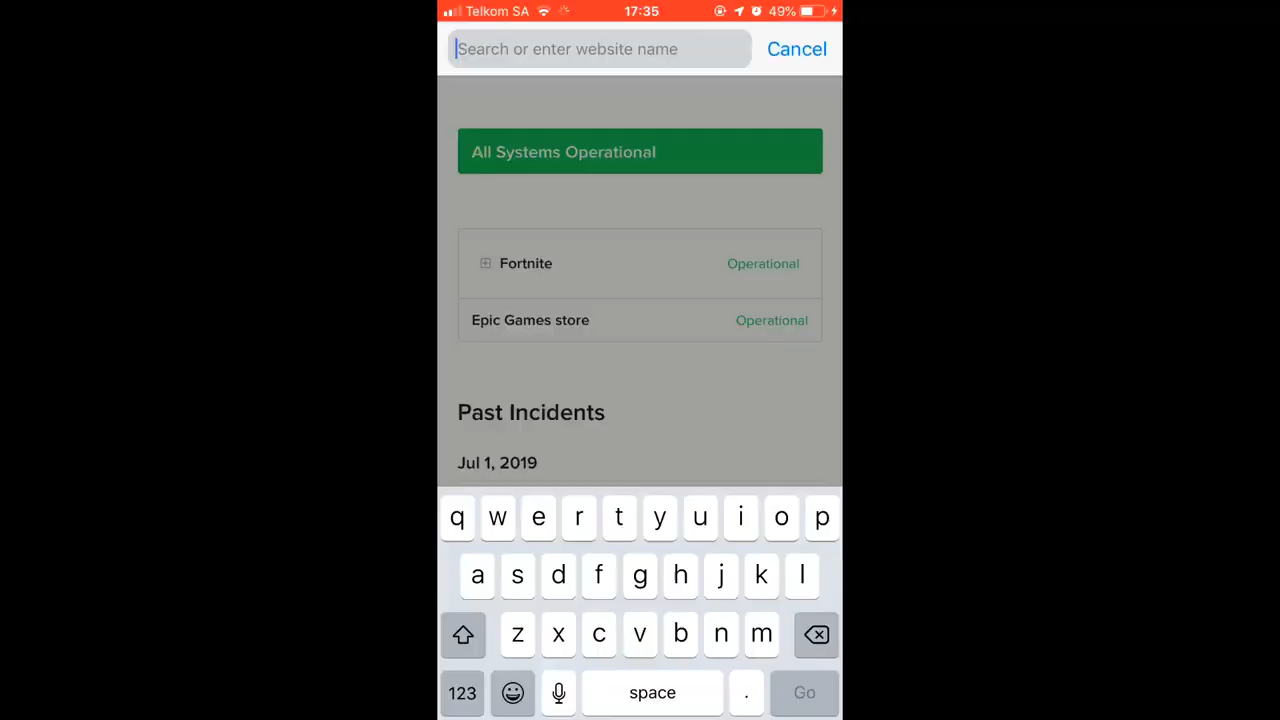 Telkom SA 17:35 49%
Search or enter website name Cancel
All Systems Operational
Fortnite Operational
Epic Games store Operational
Past Incidents
Jul 1, 2019
q w e r t y u i o p
a s d f g h j k l
z x c v b n m
123 space . Go